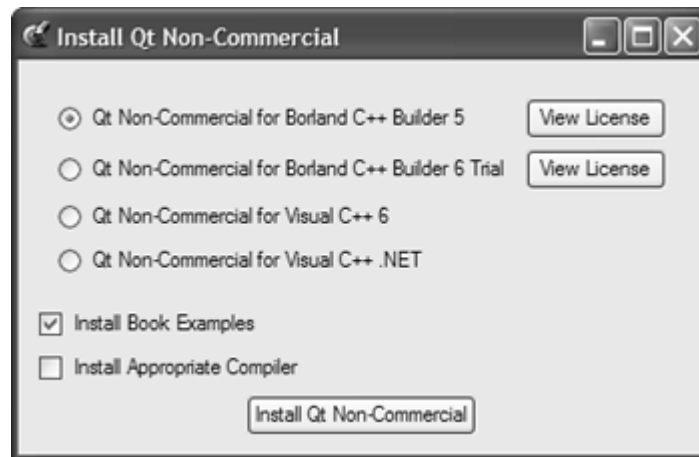 Install Qt Non-Commercial
Qt Non-Commercial for Borland C++ Builder 5 View License
Qt Non-Commercial for Borland C++ Builder 6 Trial View License
Qt Non-Commercial for Visual C++ 6
Qt Non-Commercial for Visual C++ .NET
Install Book Examples
Install Appropriate Compiler
Install Qt Non-Commercial